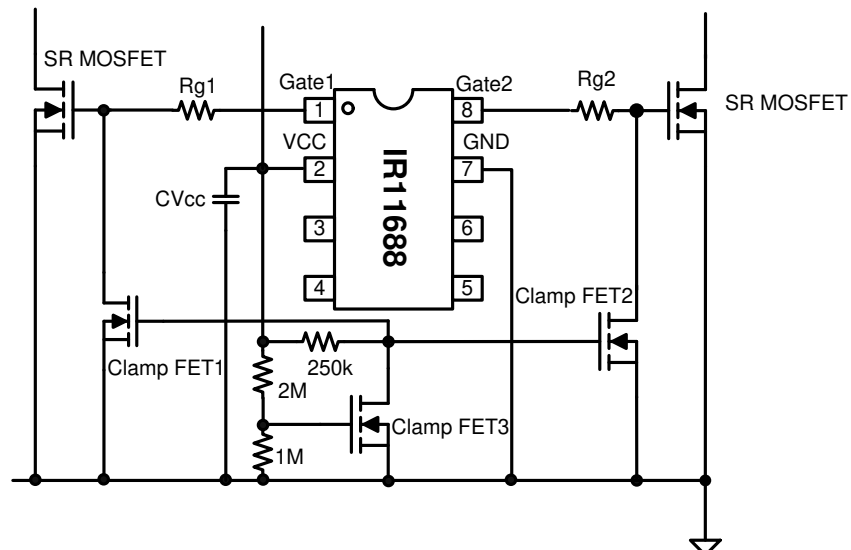 SR MOSFET
Rg1
Gate1
Gate2
Rg2
SR MOSFET
1
8
VCC
GND
2
7
CVcc
IR11688
3
6
4
5
Clamp FET2
Clamp FET1
250k
2M
Clamp FET3
1M